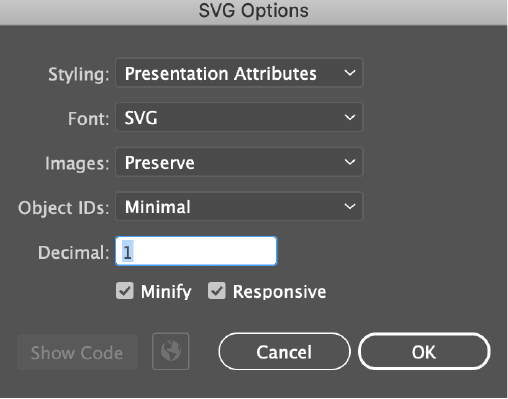 SVG Options
Styling: Presentation Attributes
Font: SVG
Images: Preserve
Object IDs: Minimal
Decimal: 1
Minify Responsive
Show Code Cancel OK